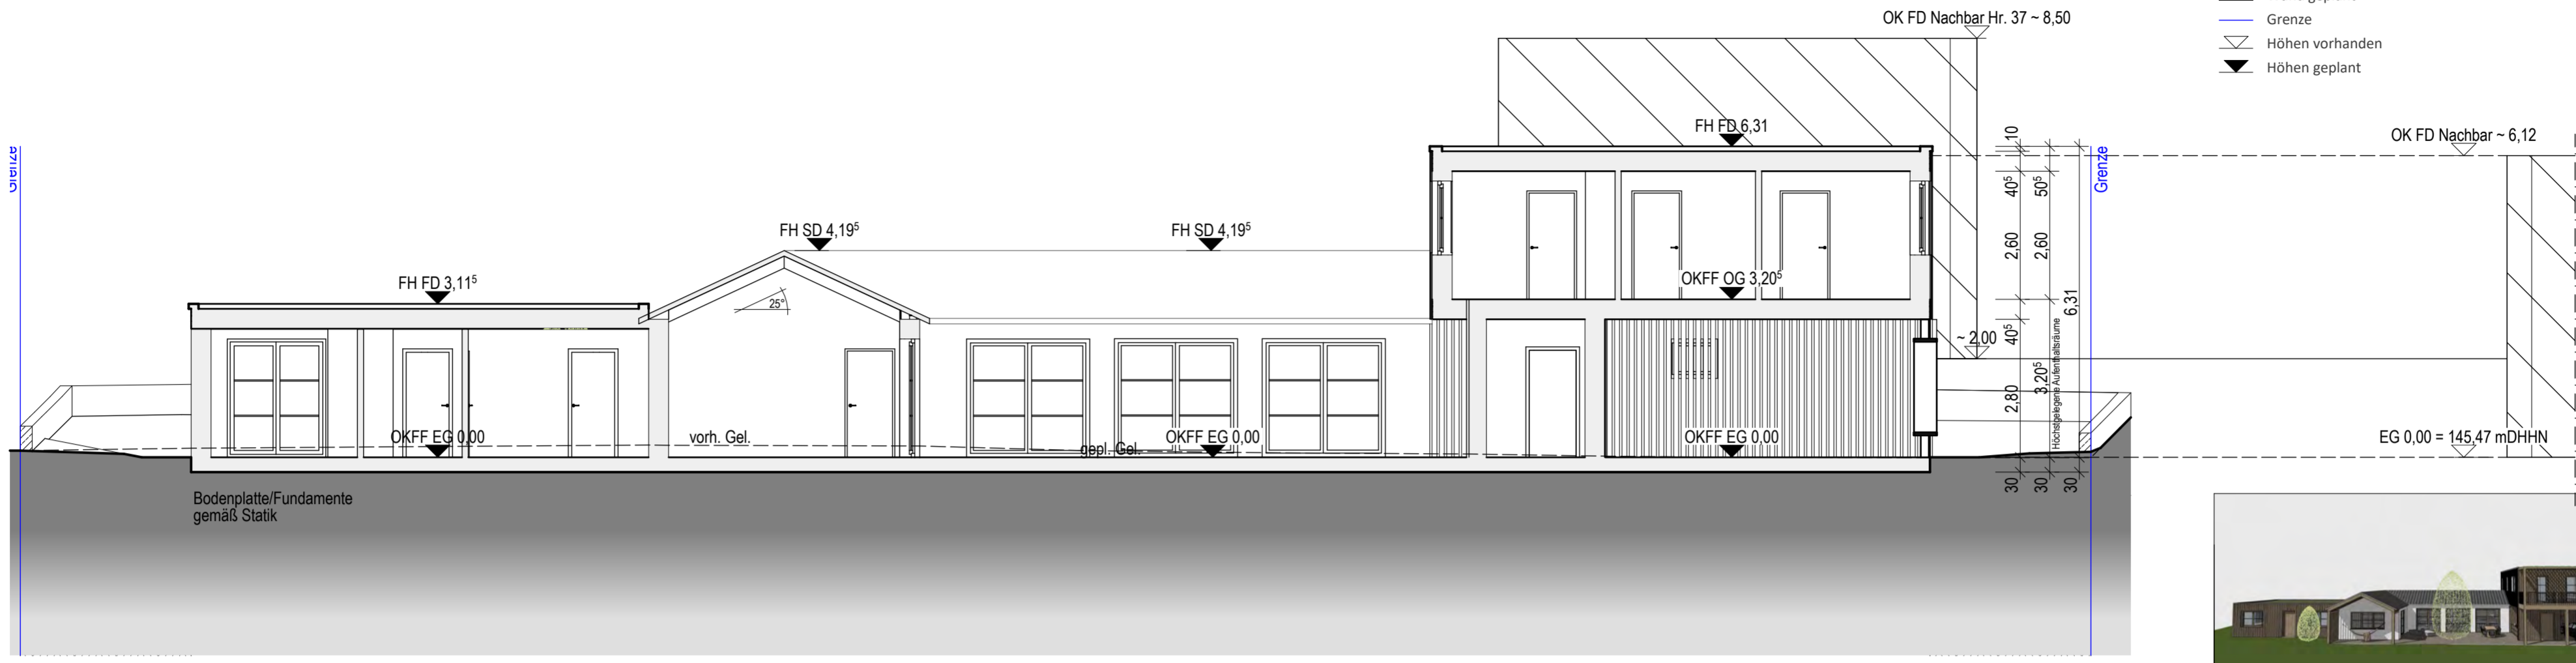 OK FD Nachbar Hr. 37 ~ 8,50
Grenze
Höhen vorhanden
Höhen geplant
FH FD 6,31
OK FD Nachbar ~ 6,12
Grenze
Grenze
10
40⁵
50⁵
FH SD 4,19⁵
FH SD 4,19⁵
2,60
2,60
FH FD 3,11⁵
OKFF OG 3,20⁵
25°
6,31
~ 2,00
40⁵
Höchstgelegene Aufenthaltsräume
3,20⁵
2,80
OKFF EG 0,00
vorh. Gel.
gepl. Gel.
OKFF EG 0,00
OKFF EG 0,00
EG 0,00 = 145,47 mDHHN
30
30
30
Bodenplatte/Fundamente
gemäß Statik